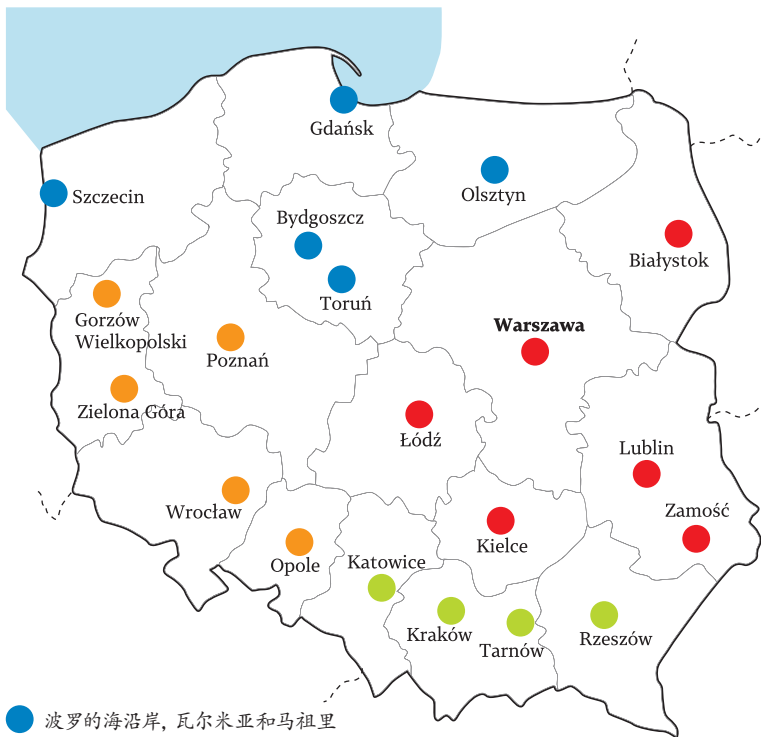 Gdańsk
Olsztyn
Szczecin
Bydgoszcz
Białystok
Toruń
Gorzów
Wielkopolski
Warszawa
Poznań
Zielona Góra
Łódź
Lublin
Wrocław
Zamość
Kielce
Opole
Katowice
Kraków
Tarnów
Rzeszów
波罗的海沿岸, 瓦尔米亚和马祖里